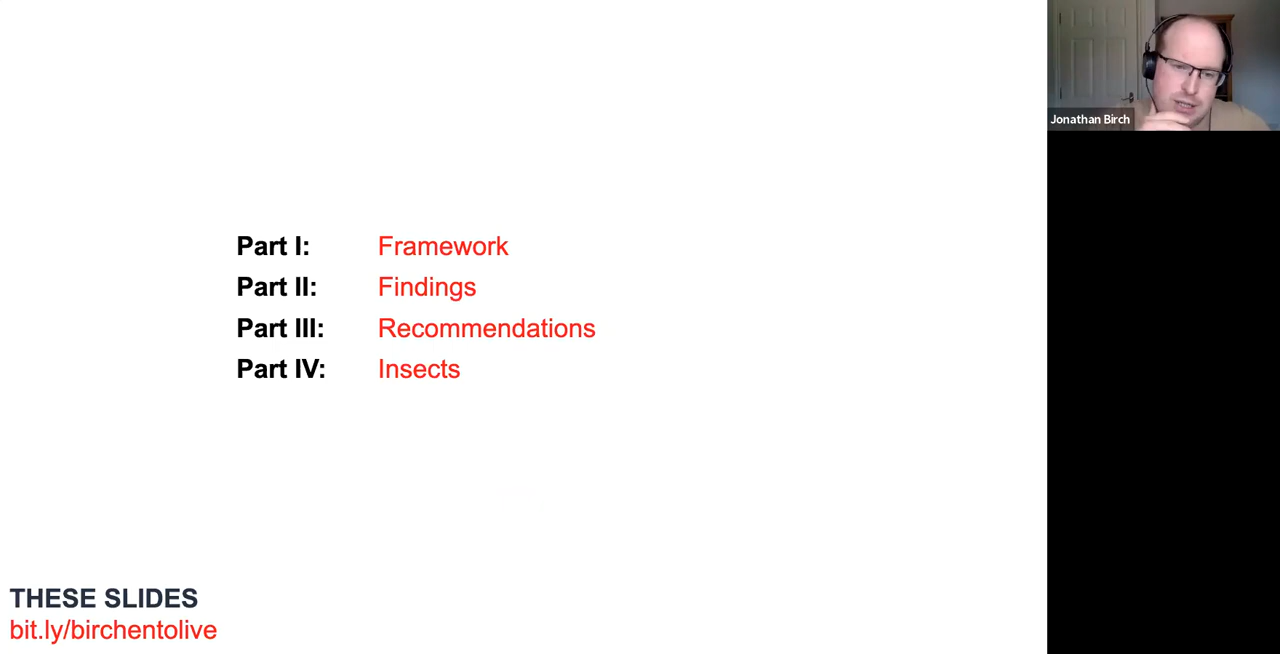 Part I: Framework
Part II: Findings
Part III: Recommendations
Part IV: Insects
THESE SLIDES
bit.ly/birchentolive
Jonathan Birch